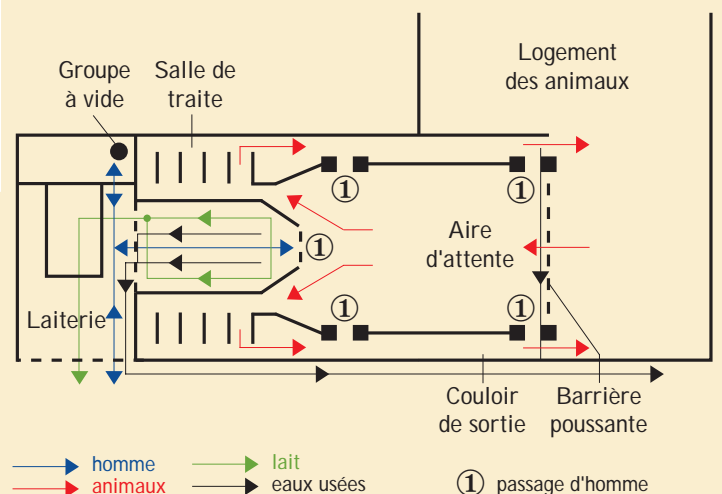 Logement
des animaux
Groupe
à vide
Salle de
traite
①
①
Aire
d'attente
①
Laiterie
①
①
Couloir
de sortie
Barrière
poussante
homme
lait
animaux
eaux usées
① passage d'homme